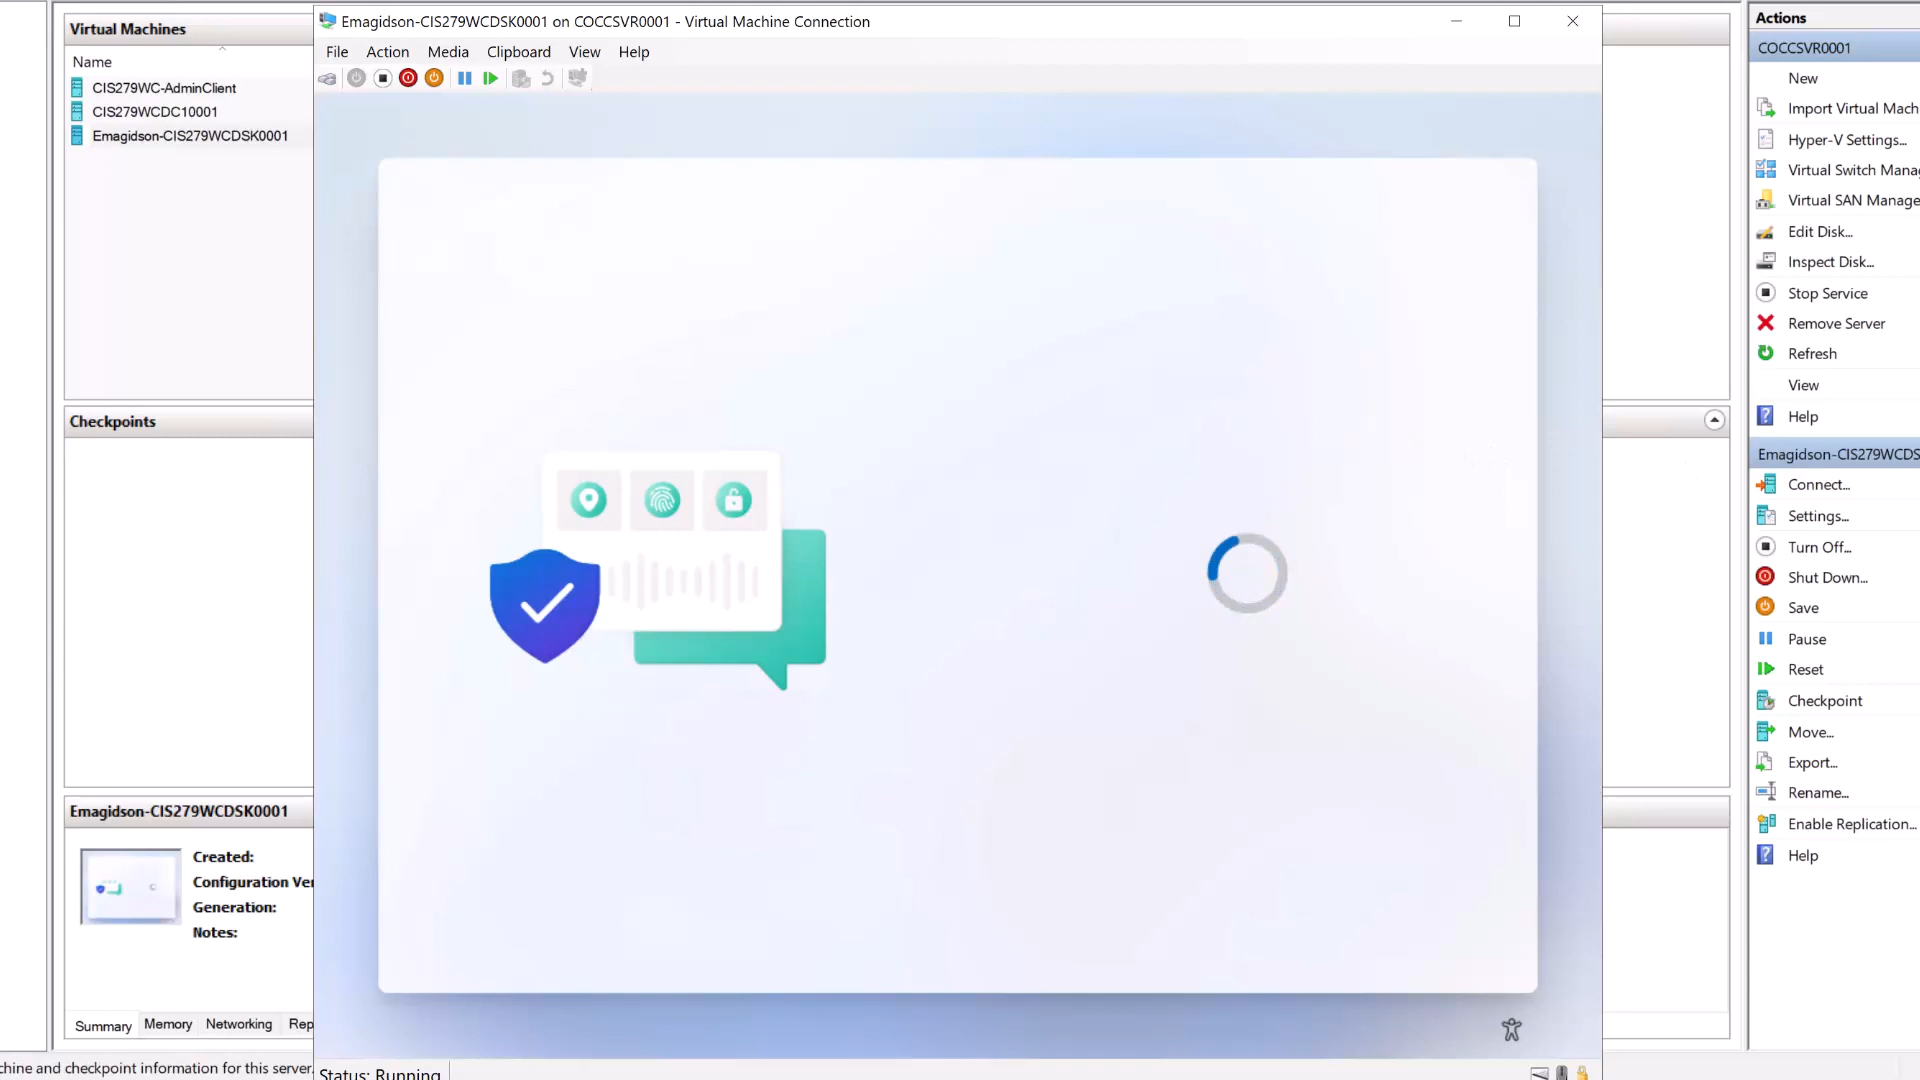 Virtual Machines
Name
CIS279WC-AdminClient
CIS279WCDC10001
Emagidson-CIS279WCDSK0001
Checkpoints
Emagidson-CIS279WCDSK0001
Created:
Configuration Ver
Generation:
Notes:
Summary
Memory
Networking
Rep
chine and checkpoint information for this server.
Emagidson-CIS279WCDSK0001 on COCCSVR0001 - Virtual Machine Connection
File
Action
Media
Clipboard
View
Help
Status: Running
Actions
COCCSVR0001
New
Import Virtual Mach
Hyper-V Settings...
Virtual Switch Mana
Virtual SAN Manage
Edit Disk...
Inspect Disk...
Stop Service
Remove Server
Refresh
View
Help
Emagidson-CIS279WCDS
Connect...
Settings...
Turn Off...
Shut Down...
Save
Pause
Reset
Checkpoint
Move...
Export...
Rename...
Enable Replication...
Help